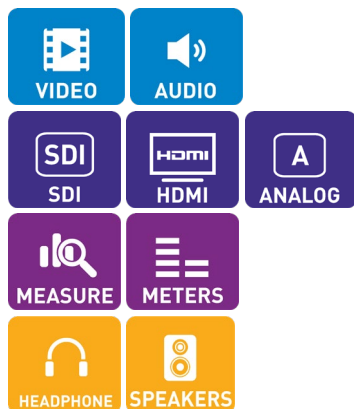 VIDEO AUDIO
SDI HDMI A
SDI HDMI ANALOG
MEASURE METERS
HEADPHONE SPEAKERS